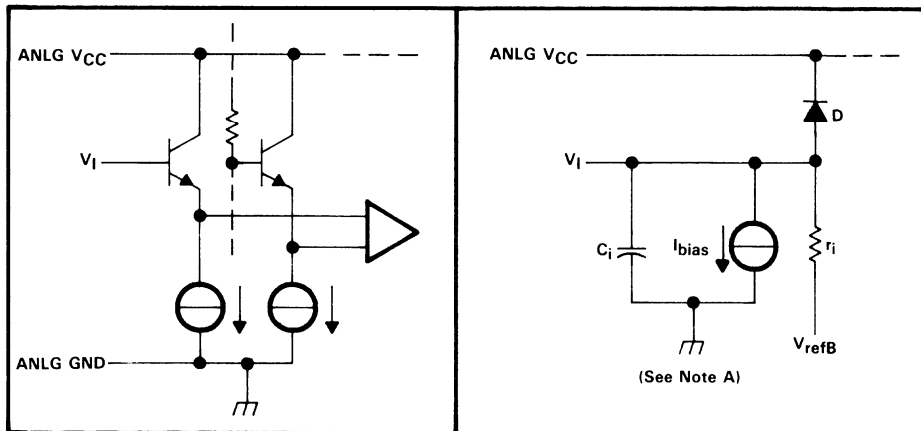 ANLG VCC
VI
ANLG GND
ANLG VCC
D
VI
Ci
Ibias
ri
VrefB
(See Note A)